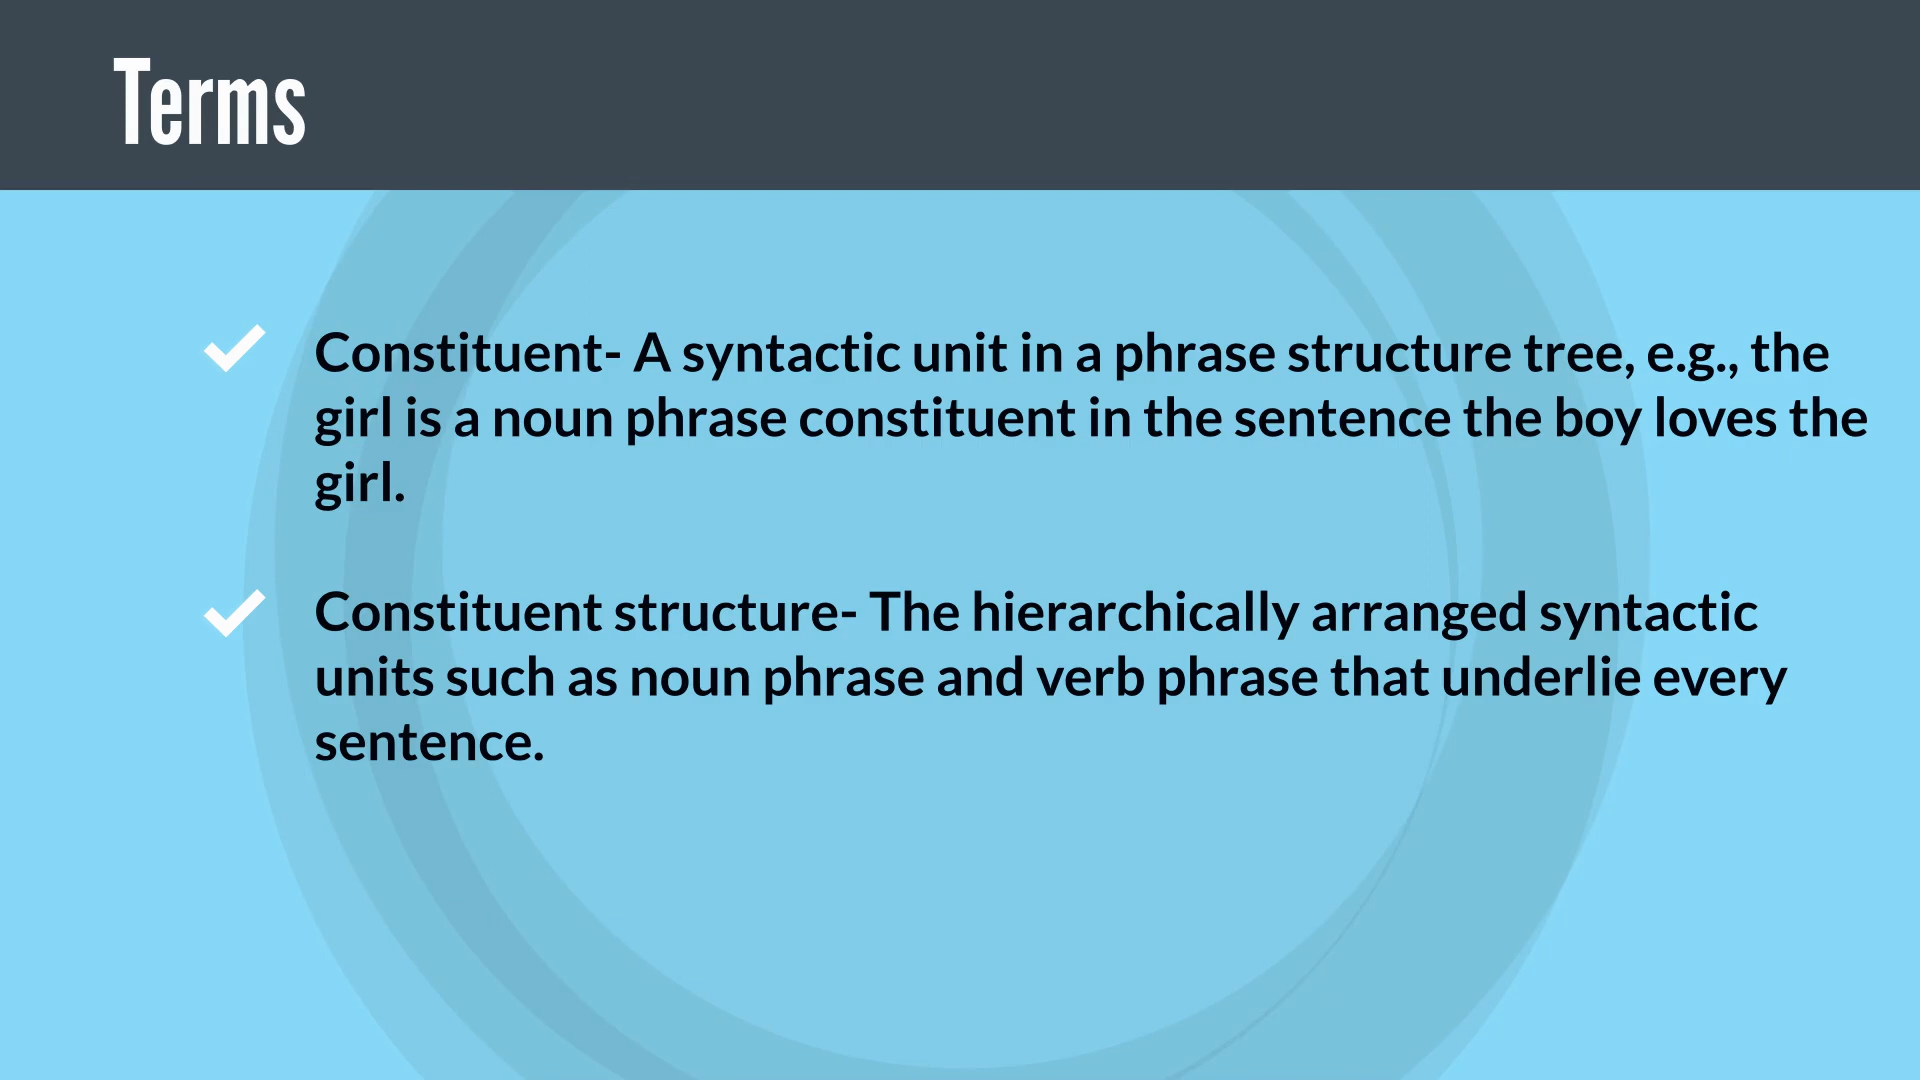 Terms
Constituent- A syntactic unit in a phrase structure tree, e.g., the
girl is a noun phrase constituent in the sentence the boy loves the
girl.
Constituent structure- The hierarchically arranged syntactic
units such as noun phrase and verb phrase that underlie every
sentence.